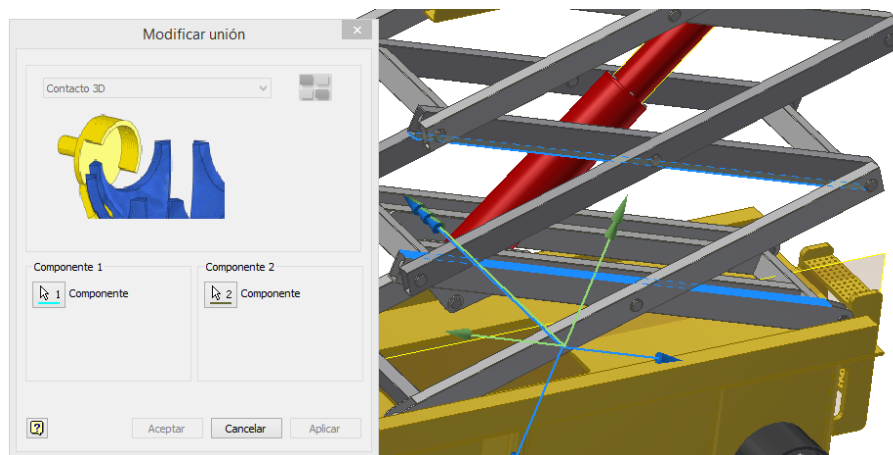 Modificar unión
Contacto 3D
Componente 1
Componente 2
1 Componente
2 Componente
Aceptar
Cancelar
Aplicar